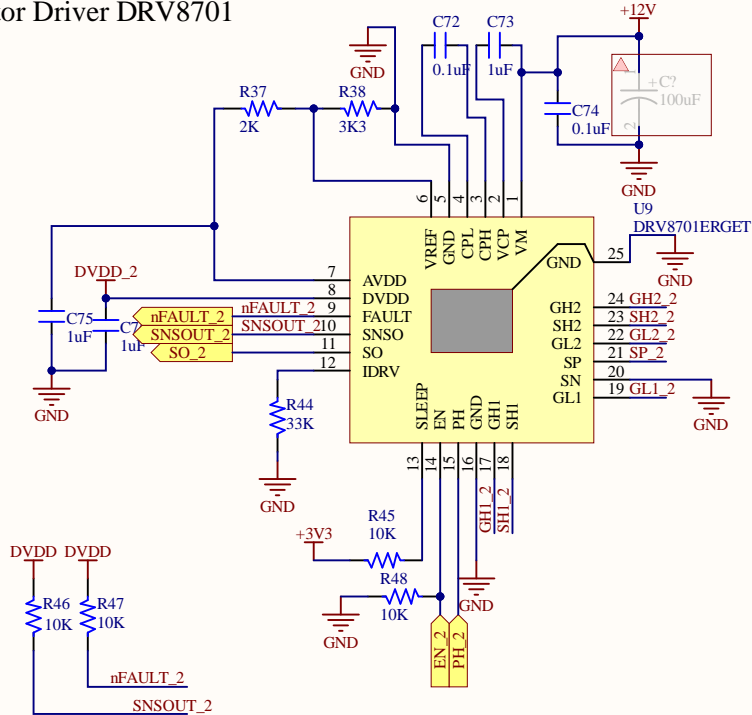 tor Driver DRV8701
+12V
C72
0.1uF
C73
1uF
GND
+
C?
100uF
2
C74
0.1uF
GND
R37
2K
R38
3K3
U9
DRV8701ERGET
6
5
4
3
2
1
VREF
GND
CPL
CPH
VCP
VM
GND
25
GND
7
AVDD
DVDD_2
8
DVDD
nFAULT_2
nFAULT_2
9
FAULT
SNSOUT_2
SNSOUT_2
10
SNSO
SO_2
11
SO
12
IDRV
C75
1uF
C7
1uF
GND
GH2
24
GH2_2
SH2
23
SH2_2
GL2
22
GL2_2
SP
21
SP_2
SN
20
GL1
19
GL1_2
GND
R44
33K
GND
SLEEP
EN
PH
GND
GH1
SH1
13
14
15
16
17
18
GH1_2
SH1_2
+3V3
R45
10K
R48
10K
GND
GND
EN_2
PH_2
DVDD
DVDD
R46
10K
R47
10K
nFAULT_2
SNSOUT_2